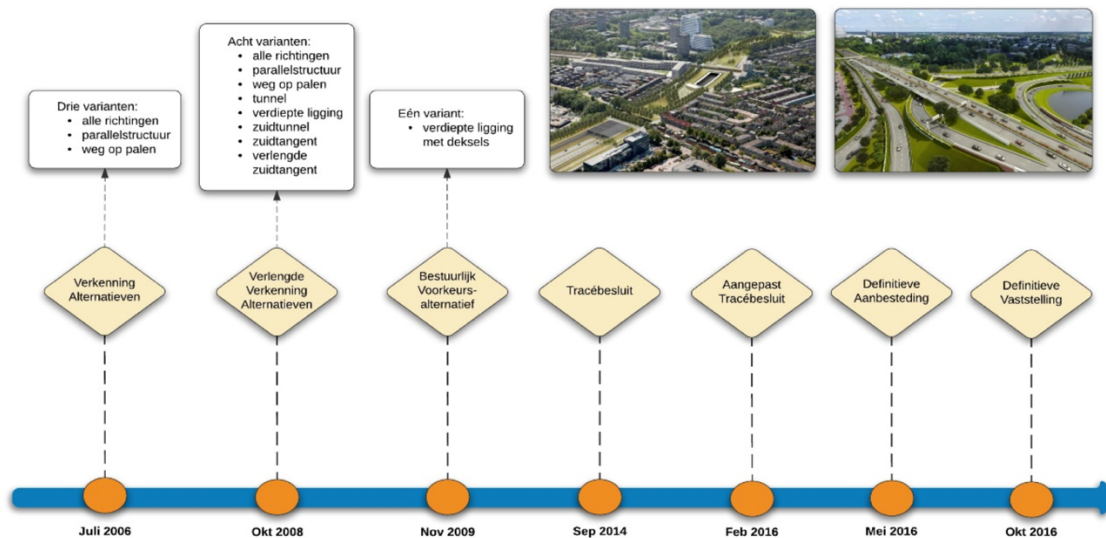 Drie varianten:
• alle richtingen
• parallelstructuur
• weg op palen
Acht varianten:
• alle richtingen
• parallelstructuur
• weg op palen
• tunnel
• verdiepte ligging
• zuidtunnel
• zuidtangent
• verlengde
zuidtangent
Eén variant:
• verdiepte ligging
met deksels
Verkenning
Alternatieven
Verlengde
Verkenning
Alternatieven
Bestuurlijk
Voorkeurs-
alternatief
Tracébesluit
Aangepast
Tracébesluit
Definitieve
Aanbesteding
Definitieve
Vaststelling
Juli 2006
Okt 2008
Nov 2009
Sep 2014
Feb 2016
Mei 2016
Okt 2016